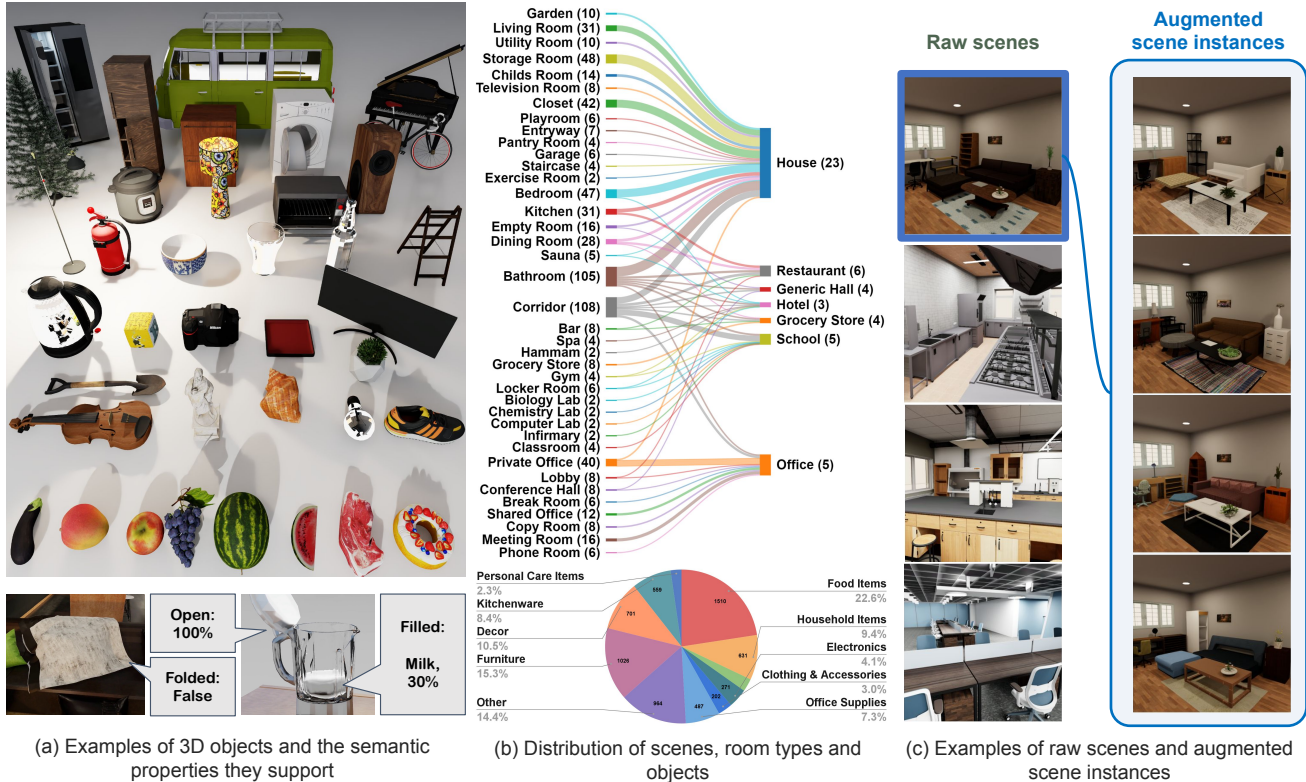 Open:
100%
Folded:
False
Filled:
Milk,
30%
(a) Examples of 3D objects and the semantic
properties they support
Garden (10)
Living Room (31)
Utility Room (10)
Storage Room (48)
Childs Room (14)
Television Room (8)
Closet (42)
Playroom (6)
Entryway (7)
Pantry Room (4)
Garage (6)
Staircase (4)
Exercise Room (2)
Bedroom (47)
Kitchen (31)
Empty Room (16)
Dining Room (28)
Sauna (5)
Bathroom (105)
Corridor (108)
Bar (8)
Spa (4)
Hammam (2)
Grocery Store (8)
Gym (4)
Locker Room (6)
Biology Lab (2)
Chemistry Lab (2)
Computer Lab (2)
Infirmary (2)
Classroom (4)
Private Office (40)
Lobby (8)
Conference Hall (8)
Break Room (6)
Shared Office (12)
Copy Room (8)
Meeting Room (16)
Phone Room (6)
House (23)
Restaurant (6)
Generic Hall (4)
Hotel (3)
Grocery Store (4)
School (5)
Office (5)
Personal Care Items
2.3%
Kitchenware
8.4%
Decor
10.5%
Furniture
15.3%
Other
14.4%
Food Items
22.6%
Household Items
9.4%
Electronics
4.1%
Clothing & Accessories
3.0%
Office Supplies
7.3%
1510
631
271
202
487
964
1026
701
559
(b) Distribution of scenes, room types and
objects
Raw scenes
Augmented
scene instances
(c) Examples of raw scenes and augmented
scene instances